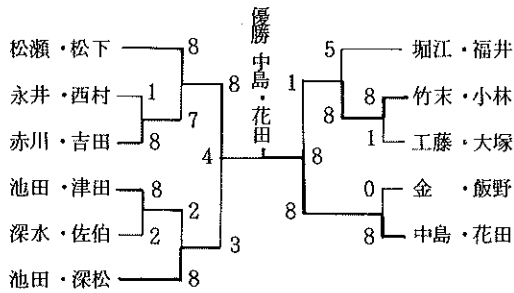 優勝 中島・花田
松瀬・松下
永井・西村
赤川・吉田
池田・津田
深水・佐伯
池田・深松
8
1
8
7
8
8
2
2
8
3
4
堀江・福井
竹末・小林
工藤・大塚
金・飯野
中島・花田
5
8
1
8
1
0
8
8
8